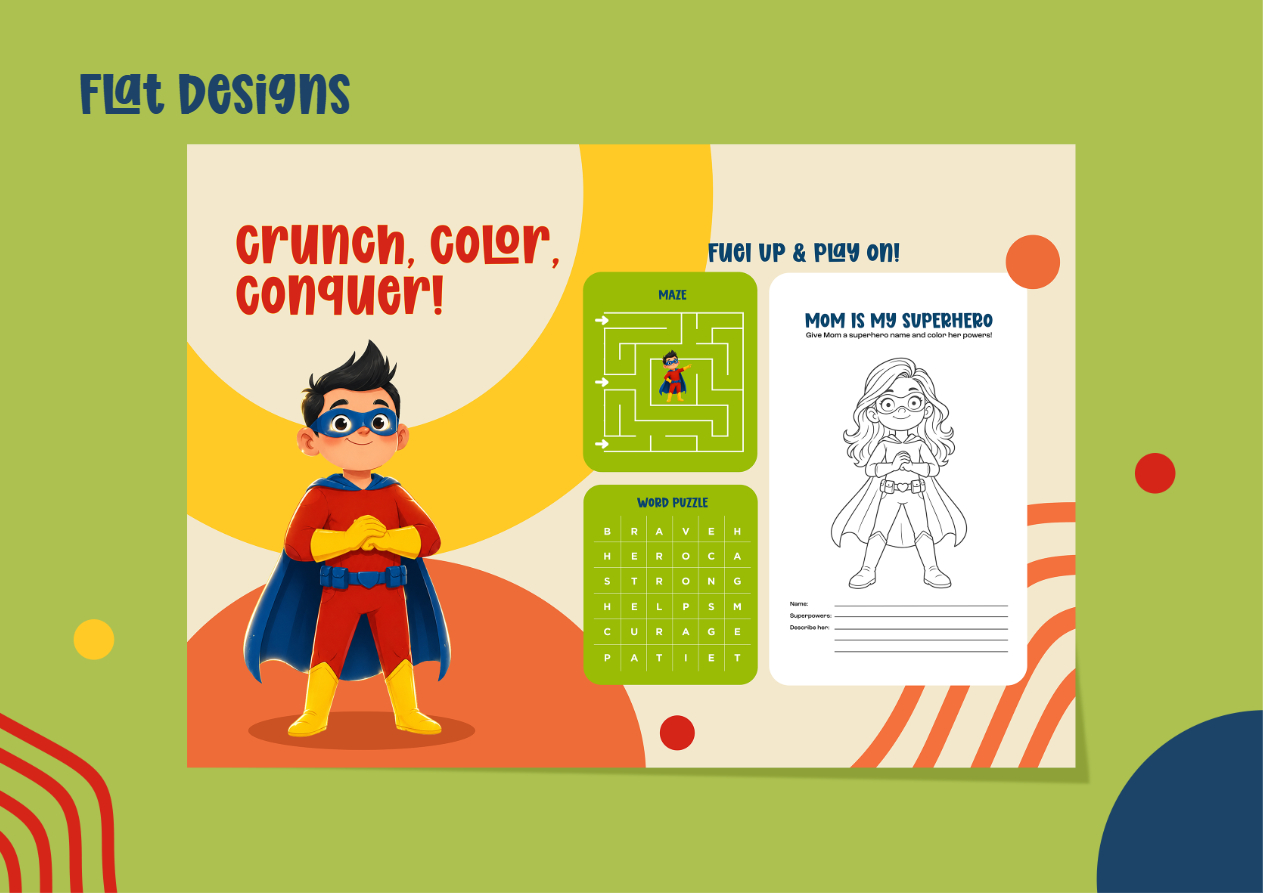 Flat Designs
Crunch, Color,
Conquer!
Fuel up & Play on!
MAZE
WORD PUZZLE
B R A V E H
H E R O C A
S T R O N G
H E L P S M
C U R A G E
P A T I E T
MOM IS MY SUPERHERO
Give Mom a superhero name and color her powers!
Name:
Superpowers:
Describe her: